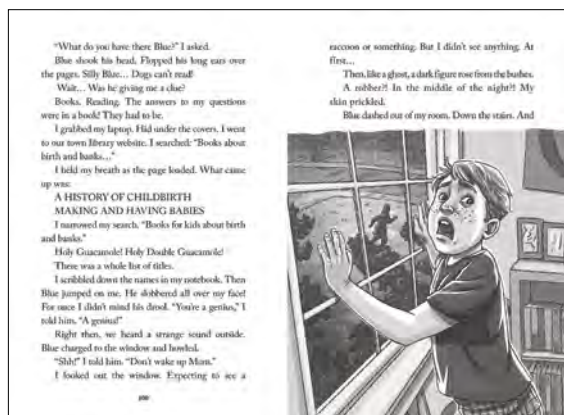 "What do you have there Blue?" I asked.
Blue shook his head. Flopped his long ears over
the pages. Silly Blue… Dogs can't read!
Wait… Was he giving me a clue?
Books. Reading. The answers to my questions
were in a book! They had to be.
I grabbed my laptop. Hid under the covers. I went
to our town library website. I searched: "Books about
birth and banks…"
I held my breath as the page loaded. What came
up was:
A HISTORY OF CHILDBIRTH
MAKING AND HAVING BABIES
I narrowed my search. "Books for kids about birth
and banks."
Holy Guacamole! Holy Double Guacamole!
There was a whole list of titles.
I scribbled down the names in my notebook. Then
Blue jumped on me. He slobbered all over my face!
For once I didn't mind his drool. "You're a genius," I
told him. "A genius!"
Right then, we heard a strange sound outside.
Blue charged to the window and howled.
"Shh!" I told him. "Don't wake up Mom."
I looked out the window. Expecting to see a
raccoon or something. But I didn't see anything. At
first…
Then, like a ghost, a dark figure rose from the bushes.
A robber?! In the middle of the night?! My
skin prickled.
Blue dashed out of my room. Down the stairs. And